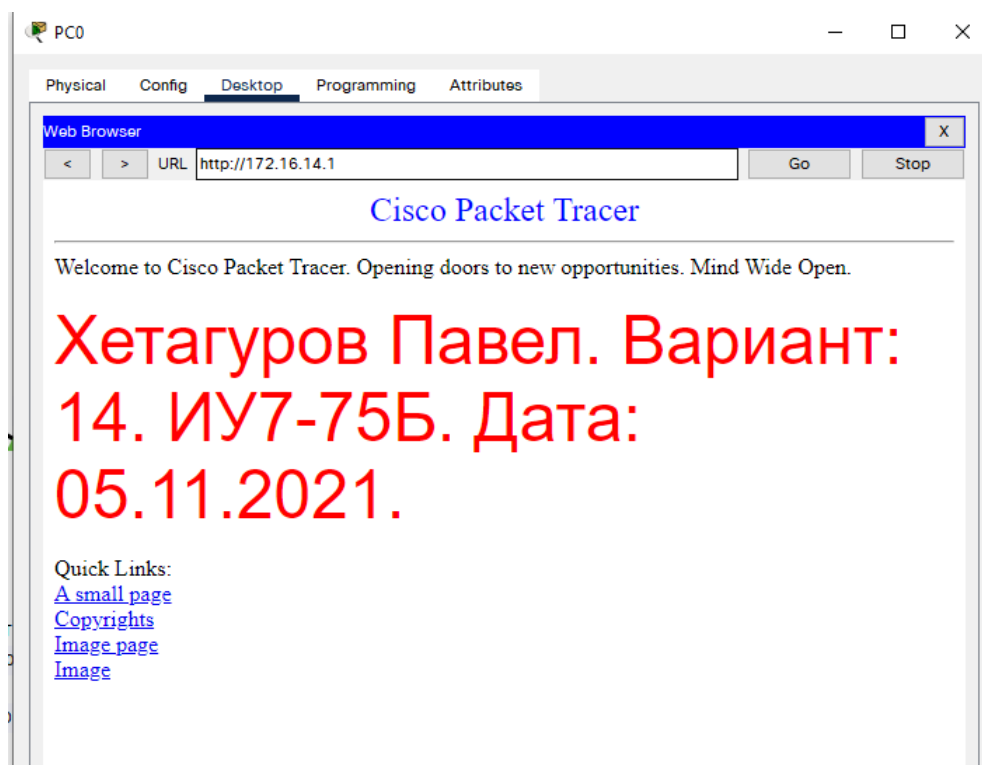 PC0
Physical Config Desktop Programming Attributes
Web Browser X
< > URL http://172.16.14.1 Go Stop
Cisco Packet Tracer
Welcome to Cisco Packet Tracer. Opening doors to new opportunities. Mind Wide Open.
Хетагуров Павел. Вариант:
14. ИУ7-75Б. Дата:
05.11.2021.
Quick Links:
A small page
Copyrights
Image page
Image